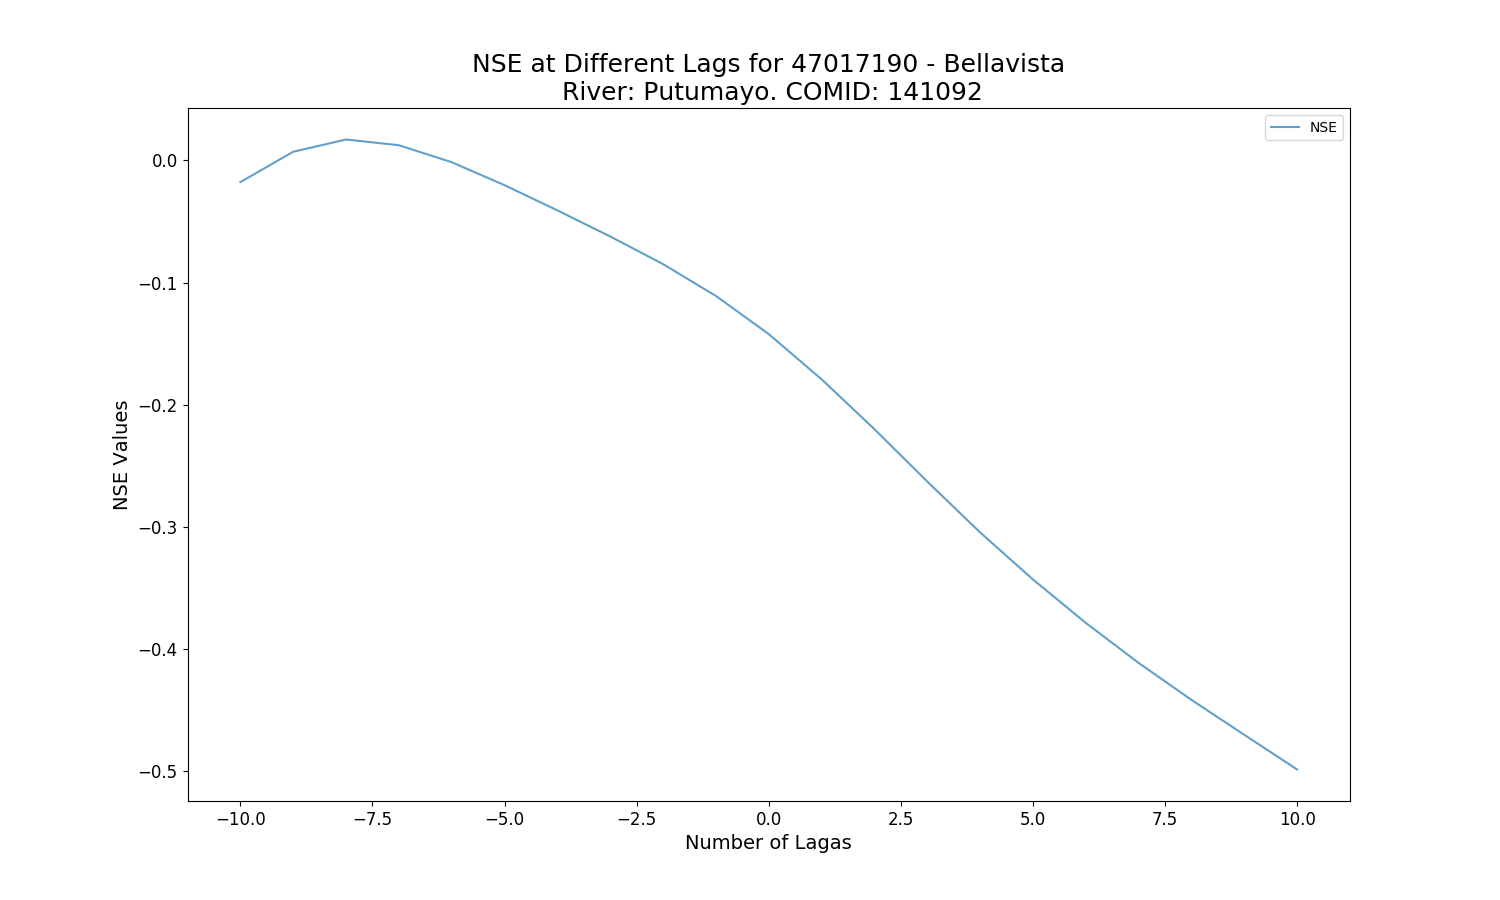 NSE at Different Lags for 47017190 - Bellavista
River: Putumayo. COMID: 141092
NSE
0.0
−0.1
−0.2
−0.3
−0.4
−0.5
NSE Values
−10.0 −7.5 −5.0 −2.5 0.0 2.5 5.0 7.5 10.0
Number of Lagas